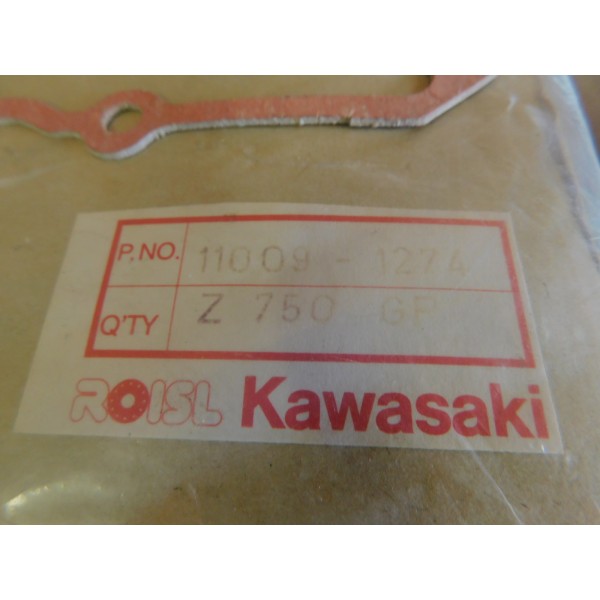 P.NO. 11009-1274
Q'TY Z 750 GP
ROISL Kawasaki